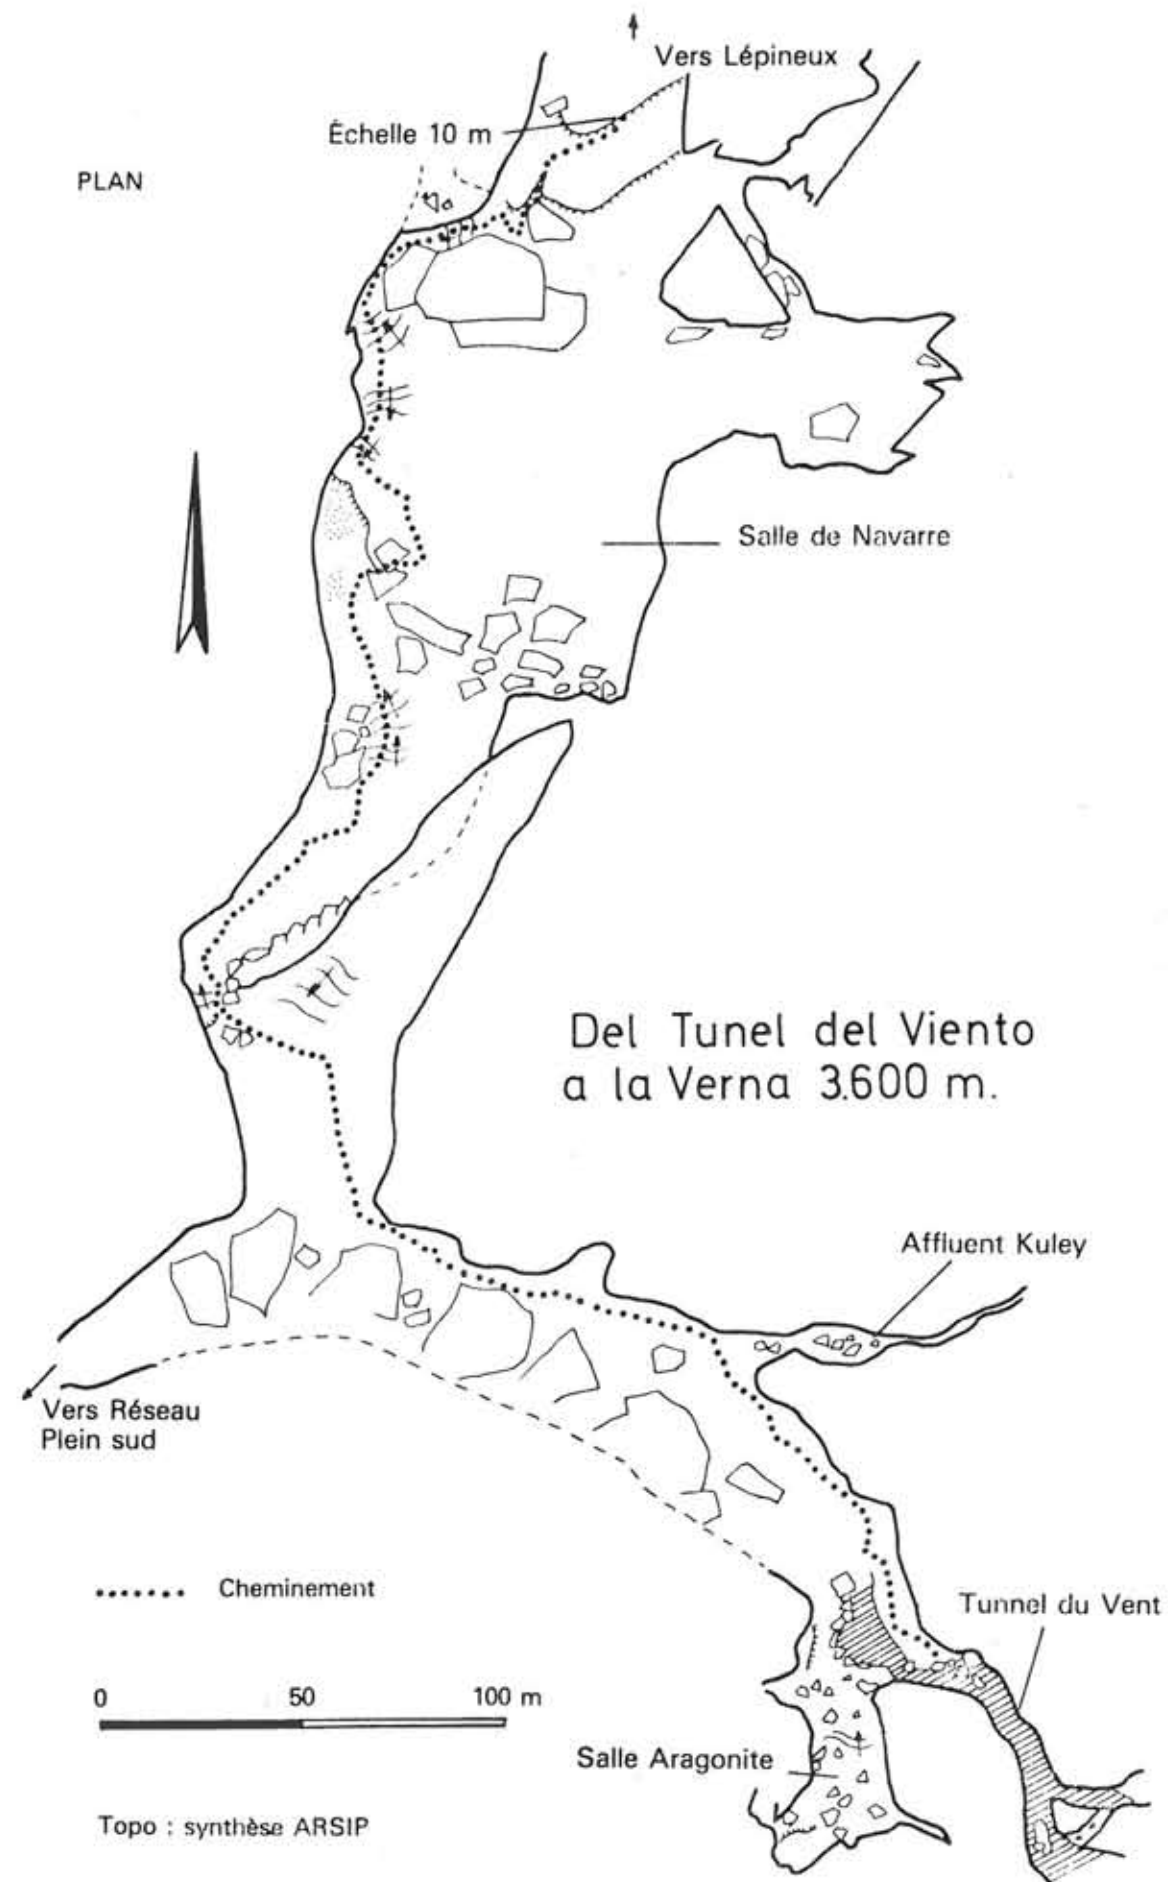 Vers Lépineux
Échelle 10 m
PLAN
Salle de Navarre
Del Tunel del Viento
a la Verna 3.600 m.
Affluent Kuley
Vers Réseau
Plein sud
Cheminement
Tunnel du Vent
0 50 100 m
Salle Aragonite
Topo : synthèse ARSIP